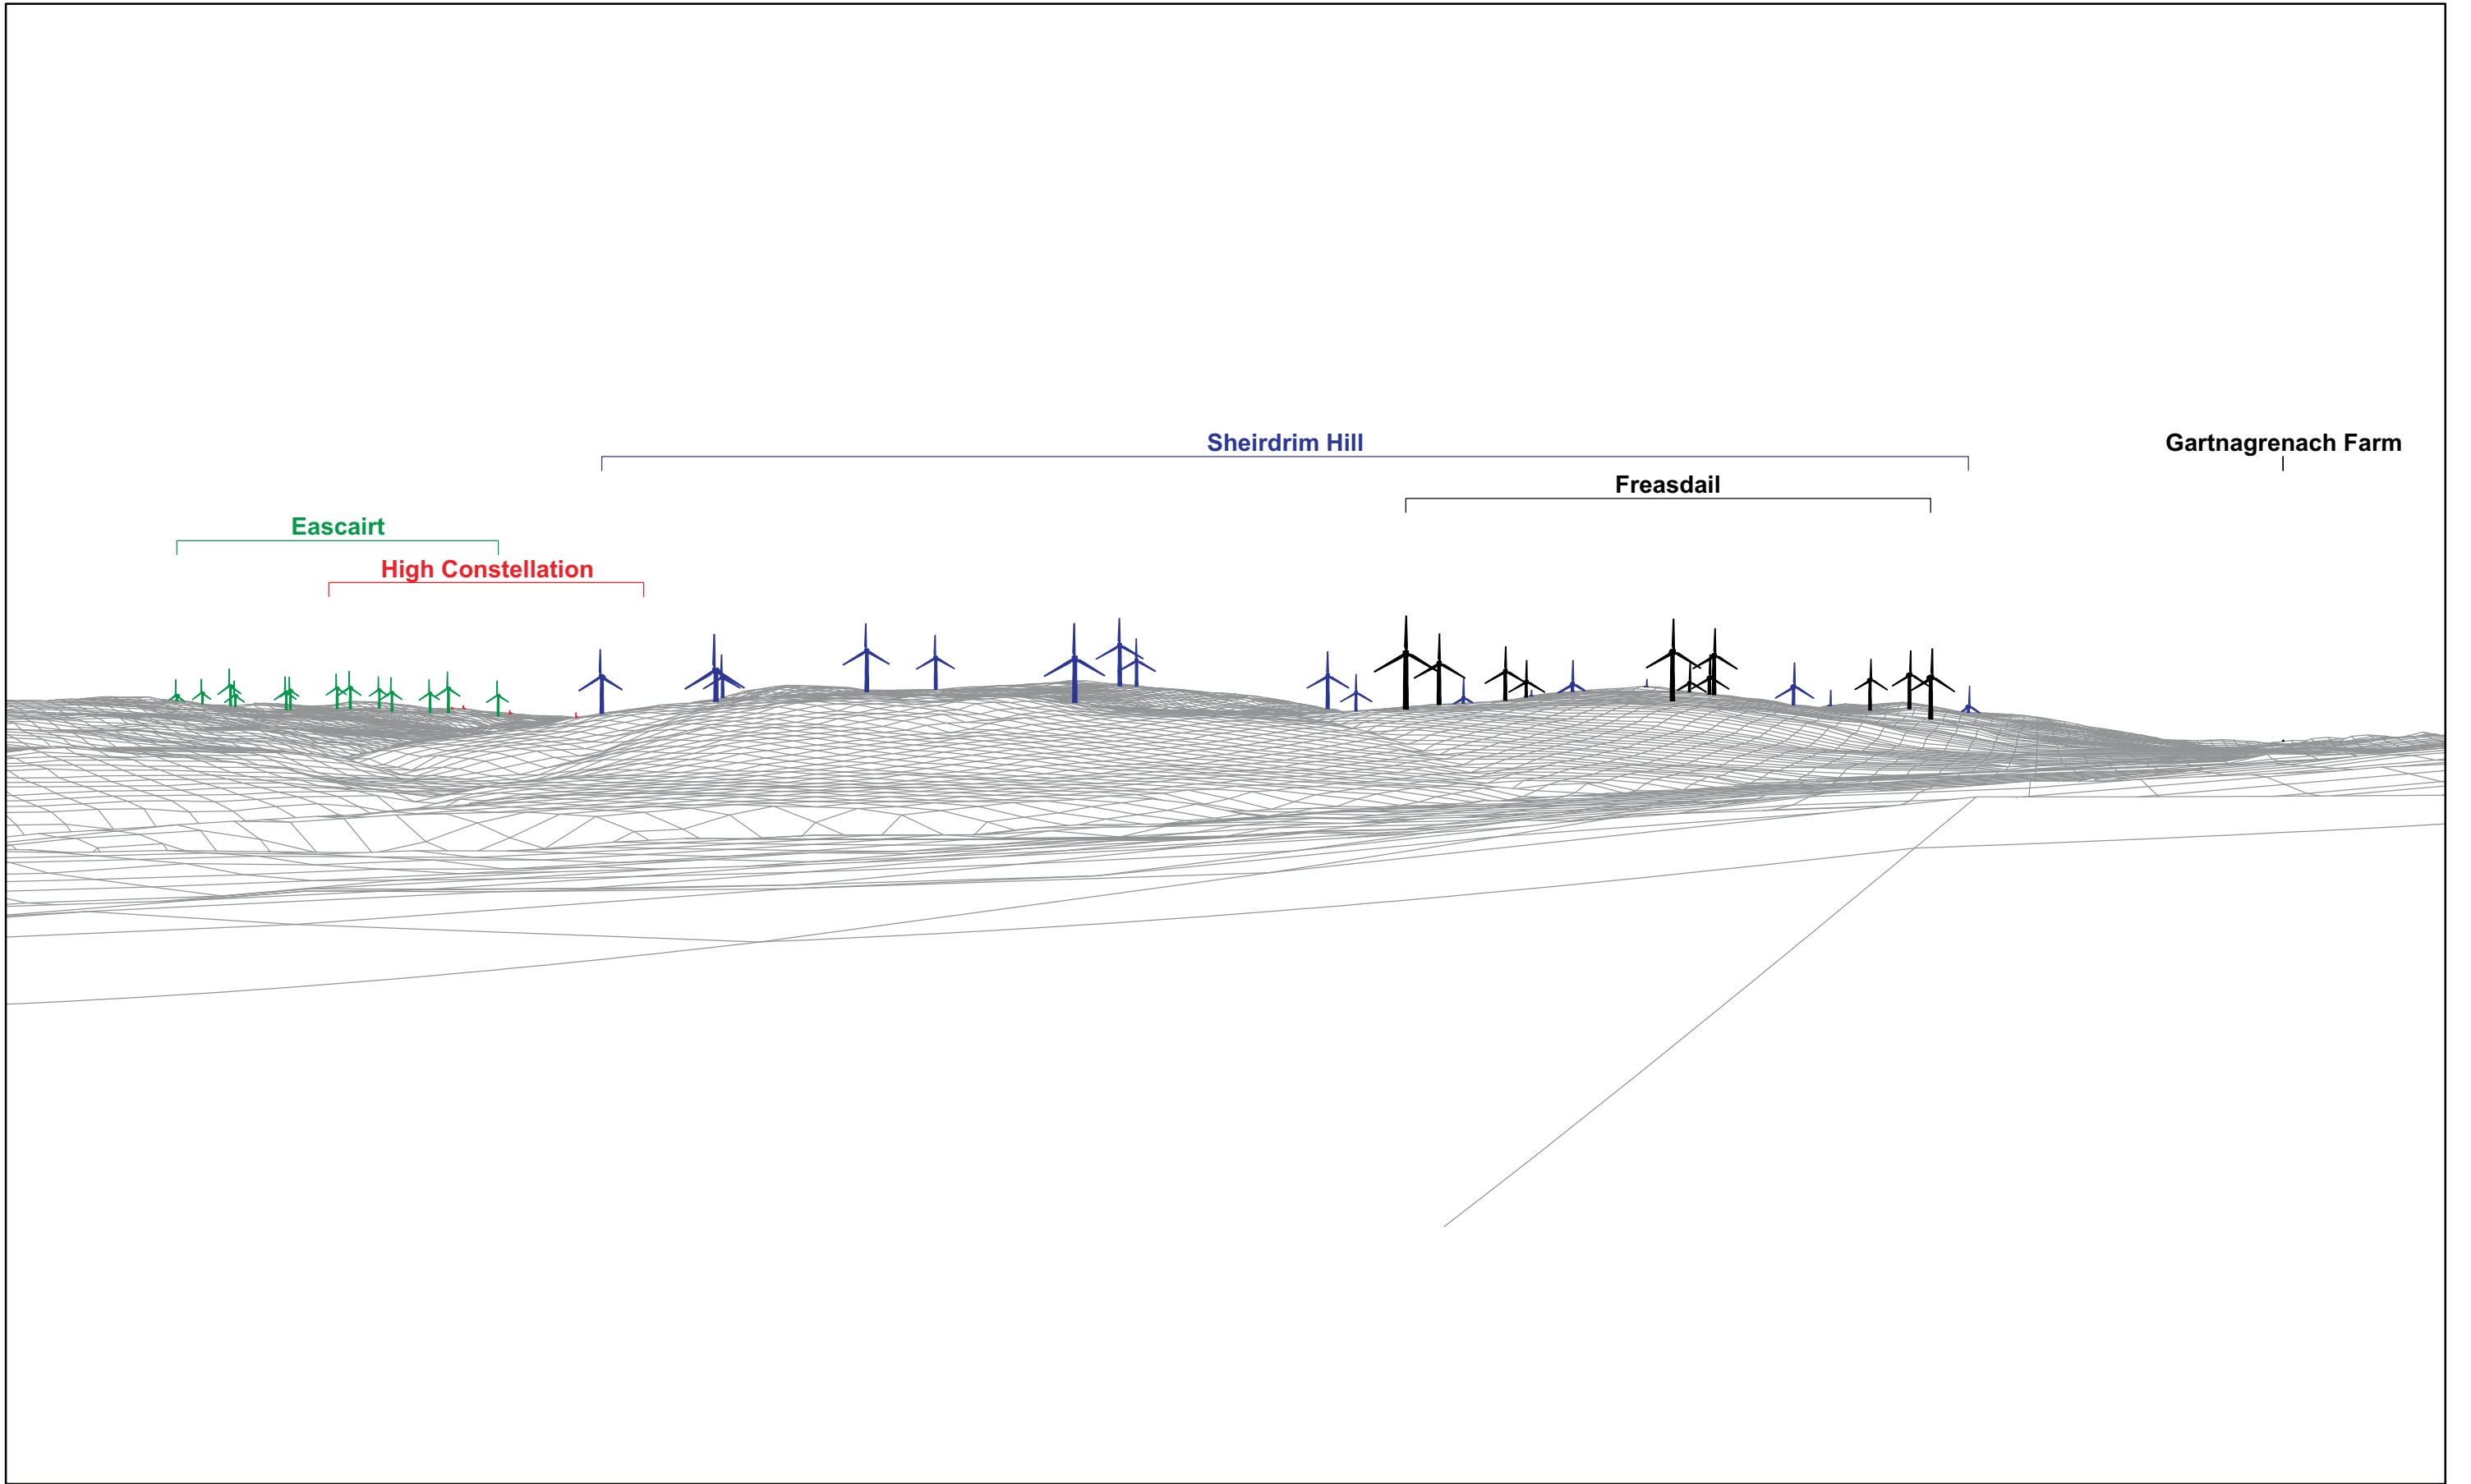 Sheirdrim Hill
Gartnagrenach Farm
Freasdail
Eascairt
High Constellation